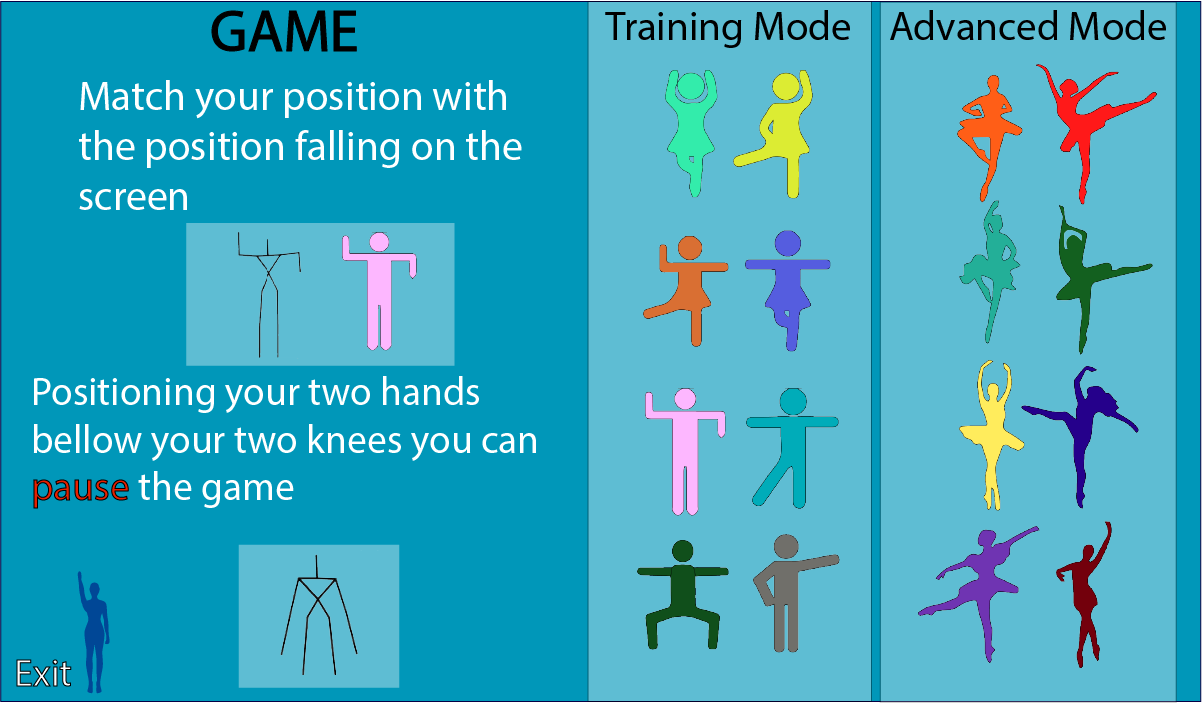 GAME
Match your position with
the position falling on the
screen
Positioning your two hands
bellow your two knees you can
pause the game
Exit
Training Mode
Advanced Mode